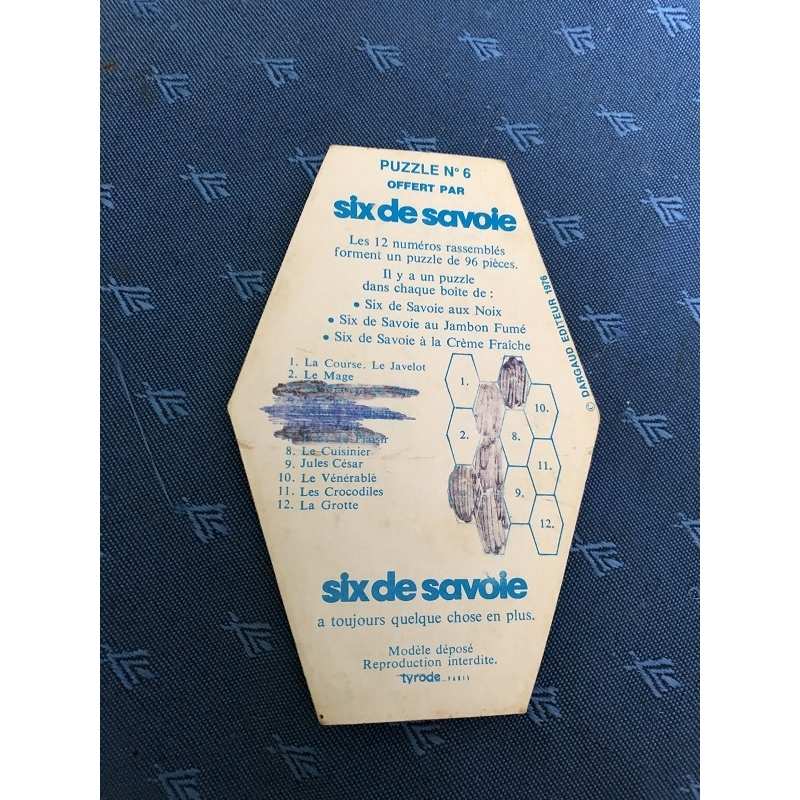 PUZZLE N° 6
OFFERT PAR
six de savoie
Les 12 numéros rassemblés
forment un puzzle de 96 pièces.
Il y a un puzzle
dans chaque boîte de :
• Six de Savoie aux Noix
• Six de Savoie au Jambon Fumé
• Six de Savoie à la Crème Fraîche
© DARGAUD EDITEUR 1976
1. La Course. Le Javelot
2. Le Mage
8. Le Cuisinier
9. Jules César
10. Le Vénérable
11. Les Crocodiles
12. La Grotte
1.
10.
2.
8.
11.
9.
12.
six de savoie
a toujours quelque chose en plus.
Modèle déposé
Reproduction interdite.
tyrode_PARIS